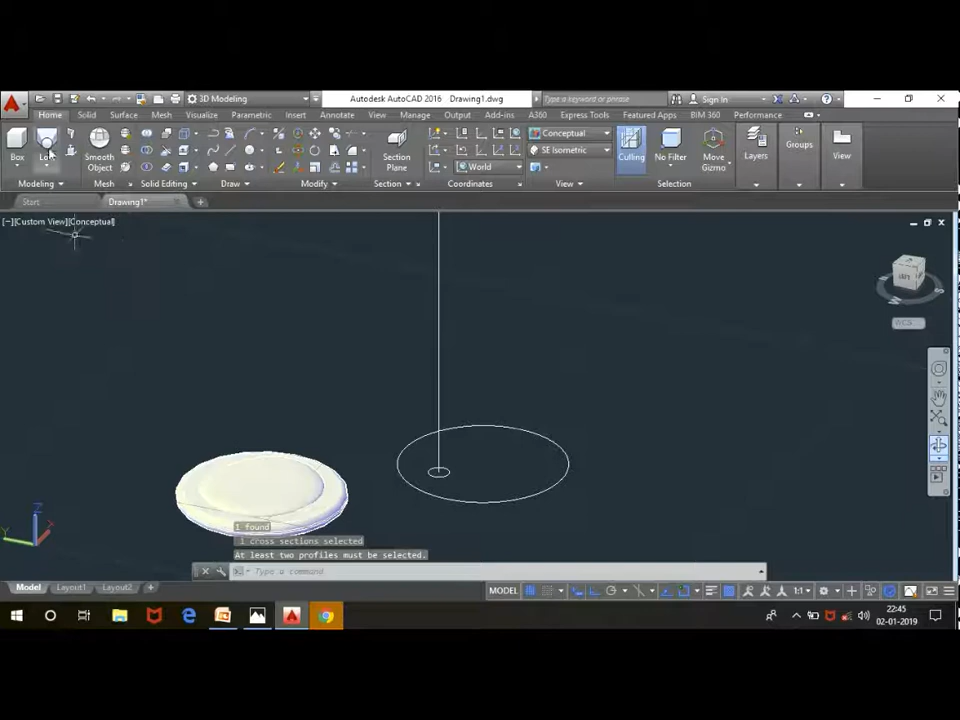 3D Modeling
Autodesk AutoCAD 2016 Drawing1.dwg
Type a keyword or phrase
Sign In
Home Solid Surface Mesh Visualize Parametric Insert Annotate View Manage Output Add-ins A360 Express Tools Featured Apps BIM 360 Performance
Box
Smooth Object
Section Plane
Conceptual
SE Isometric
World
Culling
No Filter
Move Gizmo
Layers
Groups
View
Modeling Mesh Solid Editing Draw Modify Section Coordinates View Selection
Start Drawing1*
[−][Custom View][Conceptual]
WCS
Z
X
Y
1 found
1 cross sections selected
At least two profiles must be selected.
Type a command
Model Layout1 Layout2
MODEL
1:1
22:45
02-01-2019